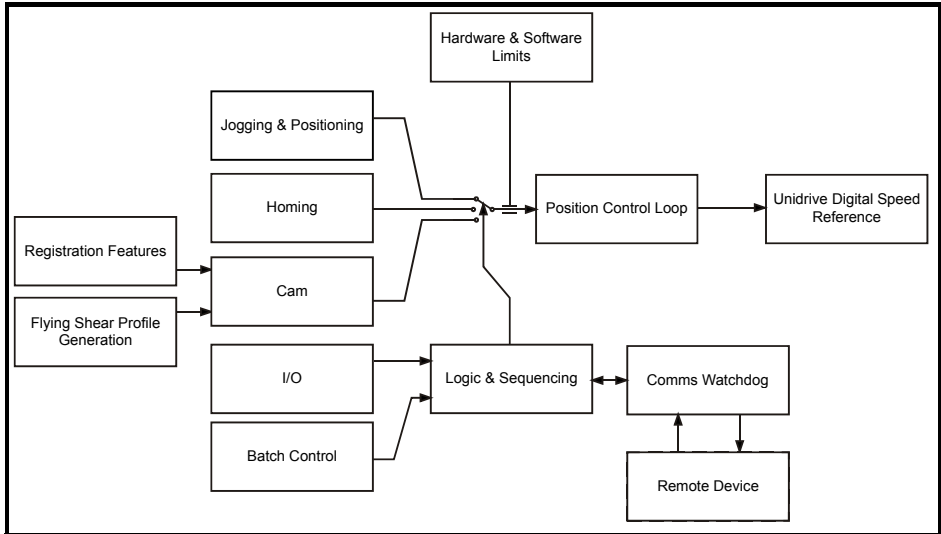 Hardware & Software
Limits
Jogging & Positioning
Homing
Position Control Loop
Unidrive Digital Speed
Reference
Registration Features
Cam
Flying Shear Profile
Generation
I/O
Logic & Sequencing
Comms Watchdog
Batch Control
Remote Device